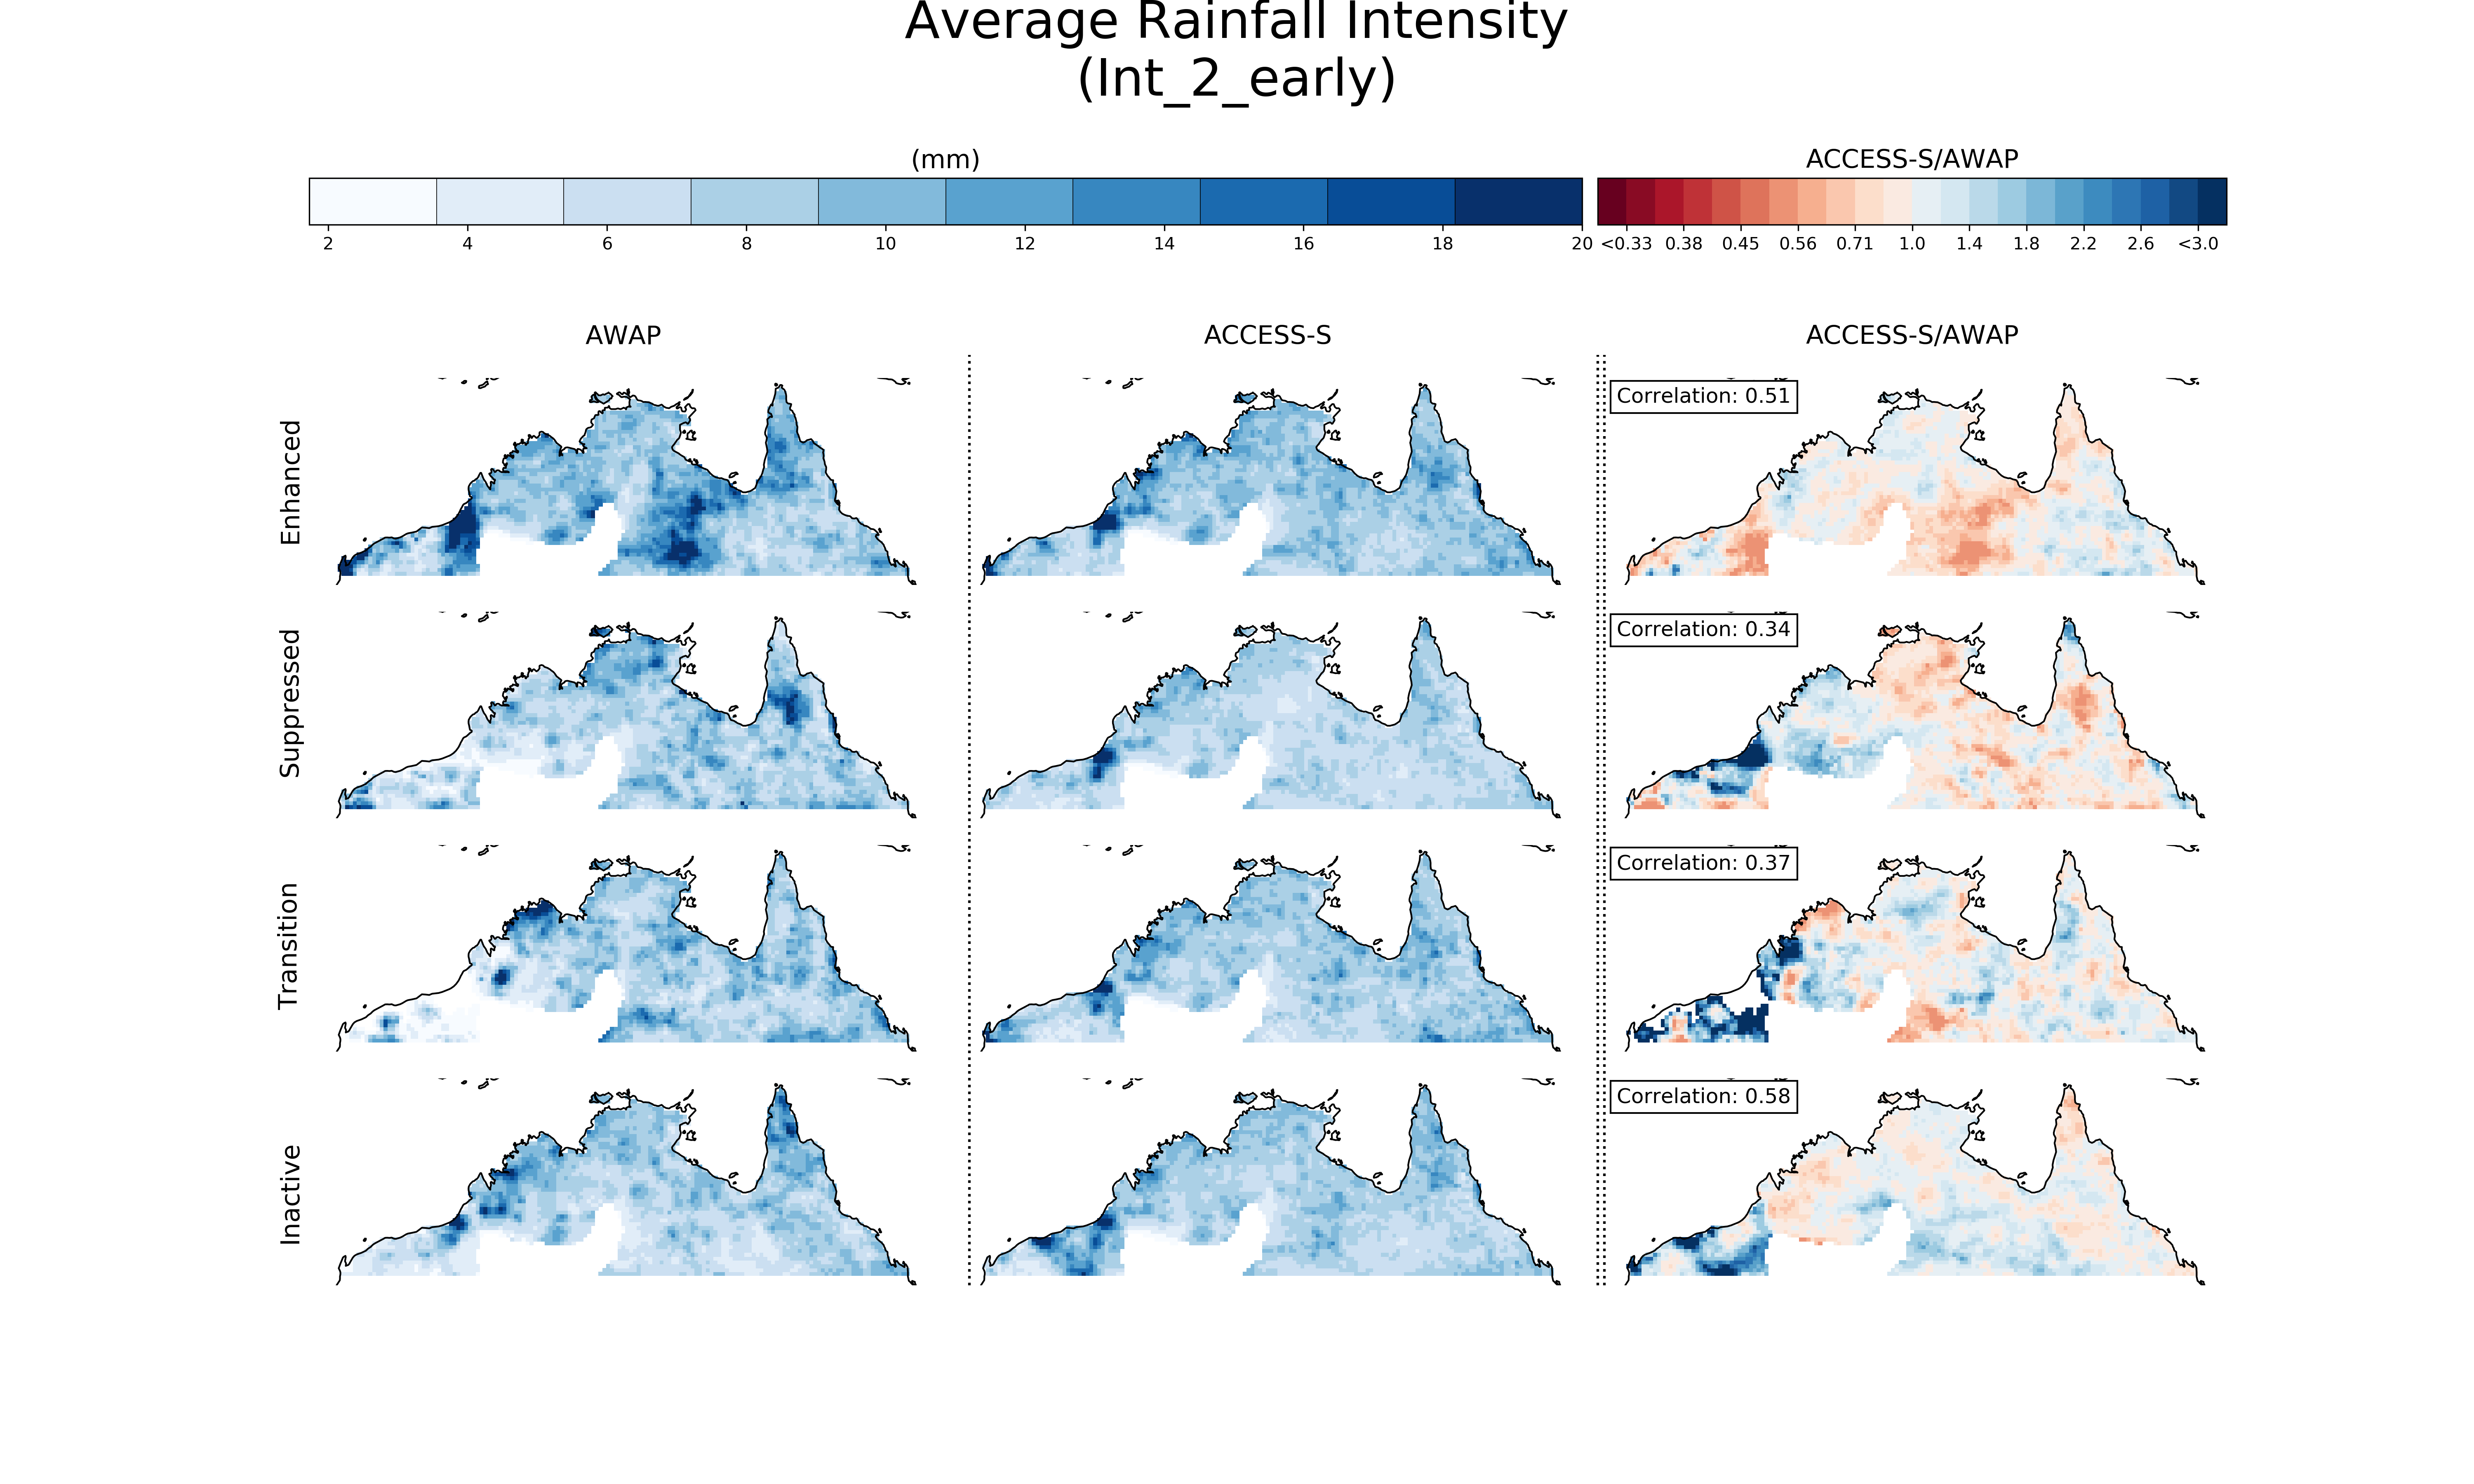 Average Rainfall Intensity
(Int_2_early)
(mm)
ACCESS-S/AWAP
2 4 6 8 10 12 14 16 18 20
<0.33 0.38 0.45 0.56 0.71 1.0 1.4 1.8 2.2 2.6 <3.0
AWAP
ACCESS-S
ACCESS-S/AWAP
Enhanced
Correlation: 0.51
Suppressed
Correlation: 0.34
Transition
Correlation: 0.37
Inactive
Correlation: 0.58